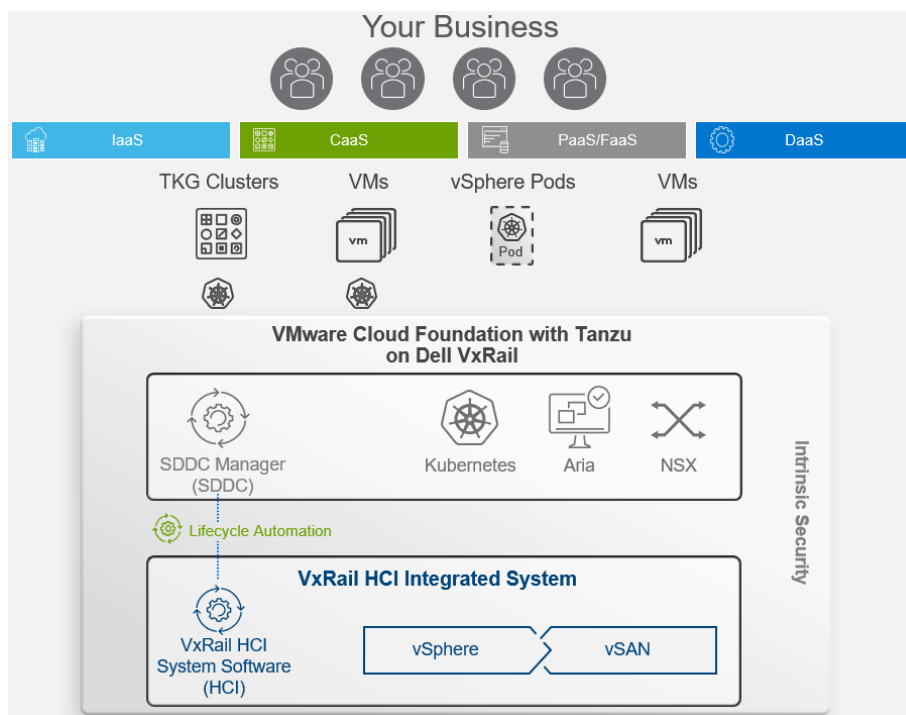 Your Business
IaaS
CaaS
PaaS/FaaS
DaaS
TKG Clusters
VMs
vSphere Pods
VMs
vm
Pod
vm
VMware Cloud Foundation with Tanzu
on Dell VxRail
SDDC Manager
(SDDC)
Kubernetes
Aria
NSX
Intrinsic Security
Lifecycle Automation
VxRail HCI Integrated System
VxRail HCI
System Software
(HCI)
vSphere
vSAN